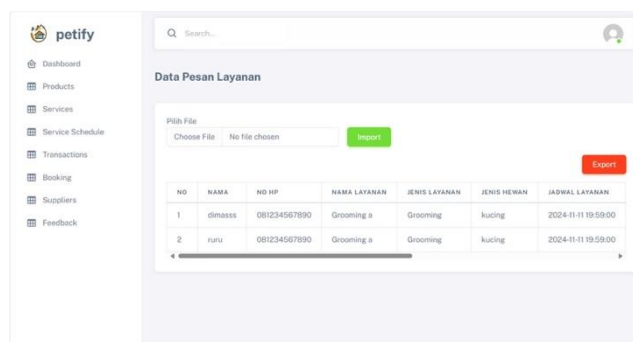 petify
Search...
Dashboard
Products
Services
Service Schedule
Transactions
Booking
Suppliers
Feedback
Data Pesan Layanan
Pilih File
Choose File No file chosen Import
Export
NO NAMA NO HP NAMA LAYANAN JENIS LAYANAN JENIS HEWAN JADWAL LAYANAN
1 dimasss 081234567890 Grooming a Grooming kucing 2024-11-11 19:59:00
2 ruru 081234567890 Grooming a Grooming kucing 2024-11-11 19:59:00